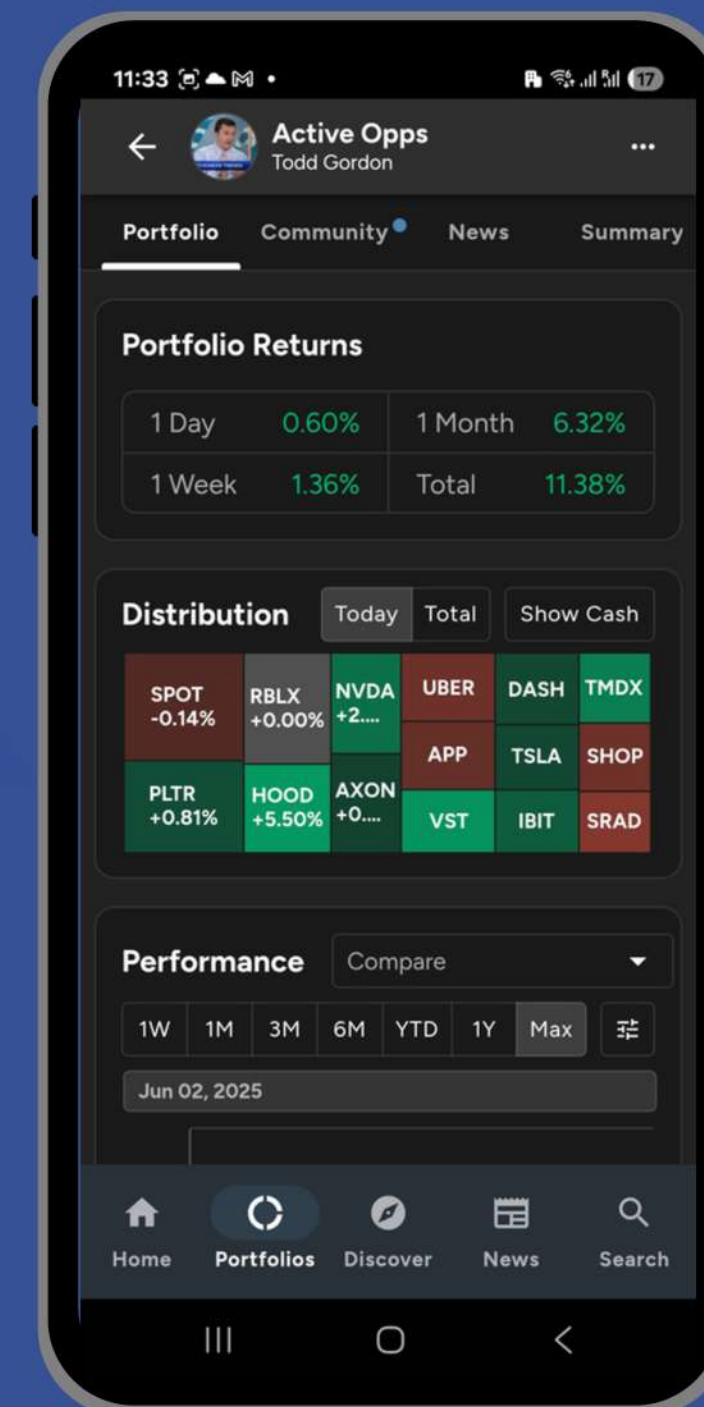 11:33
17
Active Opps
Todd Gordon
Portfolio Community News Summary
Portfolio Returns
1 Day 0.60% 1 Month 6.32%
1 Week 1.36% Total 11.38%
Distribution Today Total Show Cash
SPOT
-0.14%
RBLX
+0.00%
NVDA
+2....
UBER
DASH
TMDX
APP
TSLA
SHOP
PLTR
+0.81%
HOOD
+5.50%
AXON
+0....
VST
IBIT
SRAD
Performance Compare
1W 1M 3M 6M YTD 1Y Max
Jun 02, 2025
Home Portfolios Discover News Search